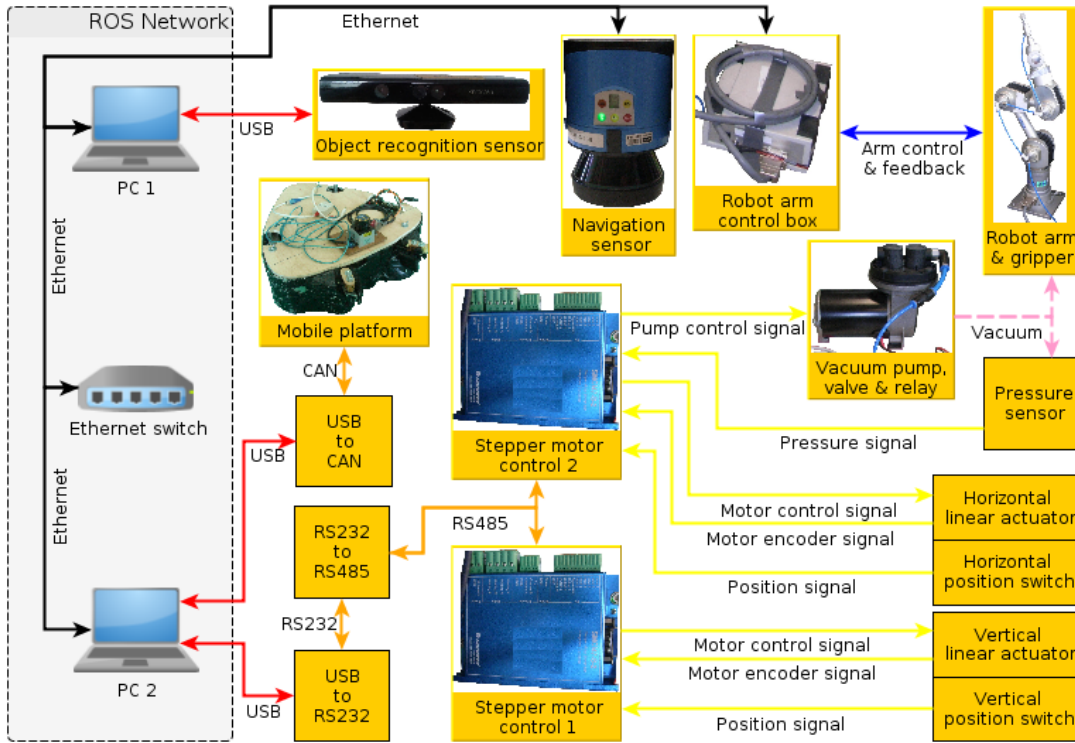 ROS Network
Ethernet
PC 1
USB
Object recognition sensor
Navigation
sensor
Robot arm
control box
Arm control
& feedback
Robot arm
& gripper
Ethernet
Mobile platform
CAN
Pump control signal
Vacuum pump,
valve & relay
Vacuum
Pressure
sensor
Ethernet switch
USB
USB
to
CAN
Stepper motor
control 2
Pressure signal
Ethernet
RS232
to
RS485
RS485
Motor control signal
Motor encoder signal
Horizontal
linear actuator
Position signal
Horizontal
position switch
PC 2
RS232
USB
USB
to
RS232
Stepper motor
control 1
Motor control signal
Motor encoder signal
Vertical
linear actuator
Position signal
Vertical
position switch